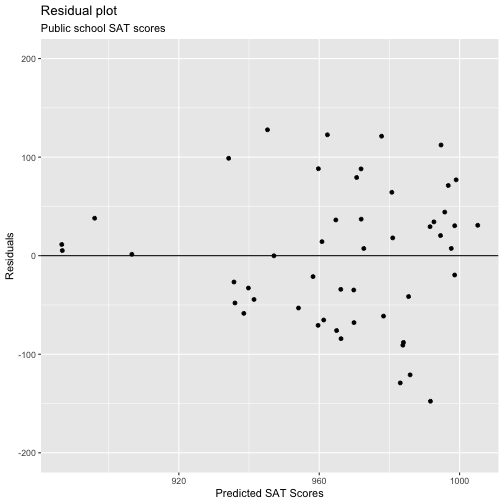 Residual plot
Public school SAT scores
200
100
0
-100
-200
Residuals
920
960
1000
Predicted SAT Scores